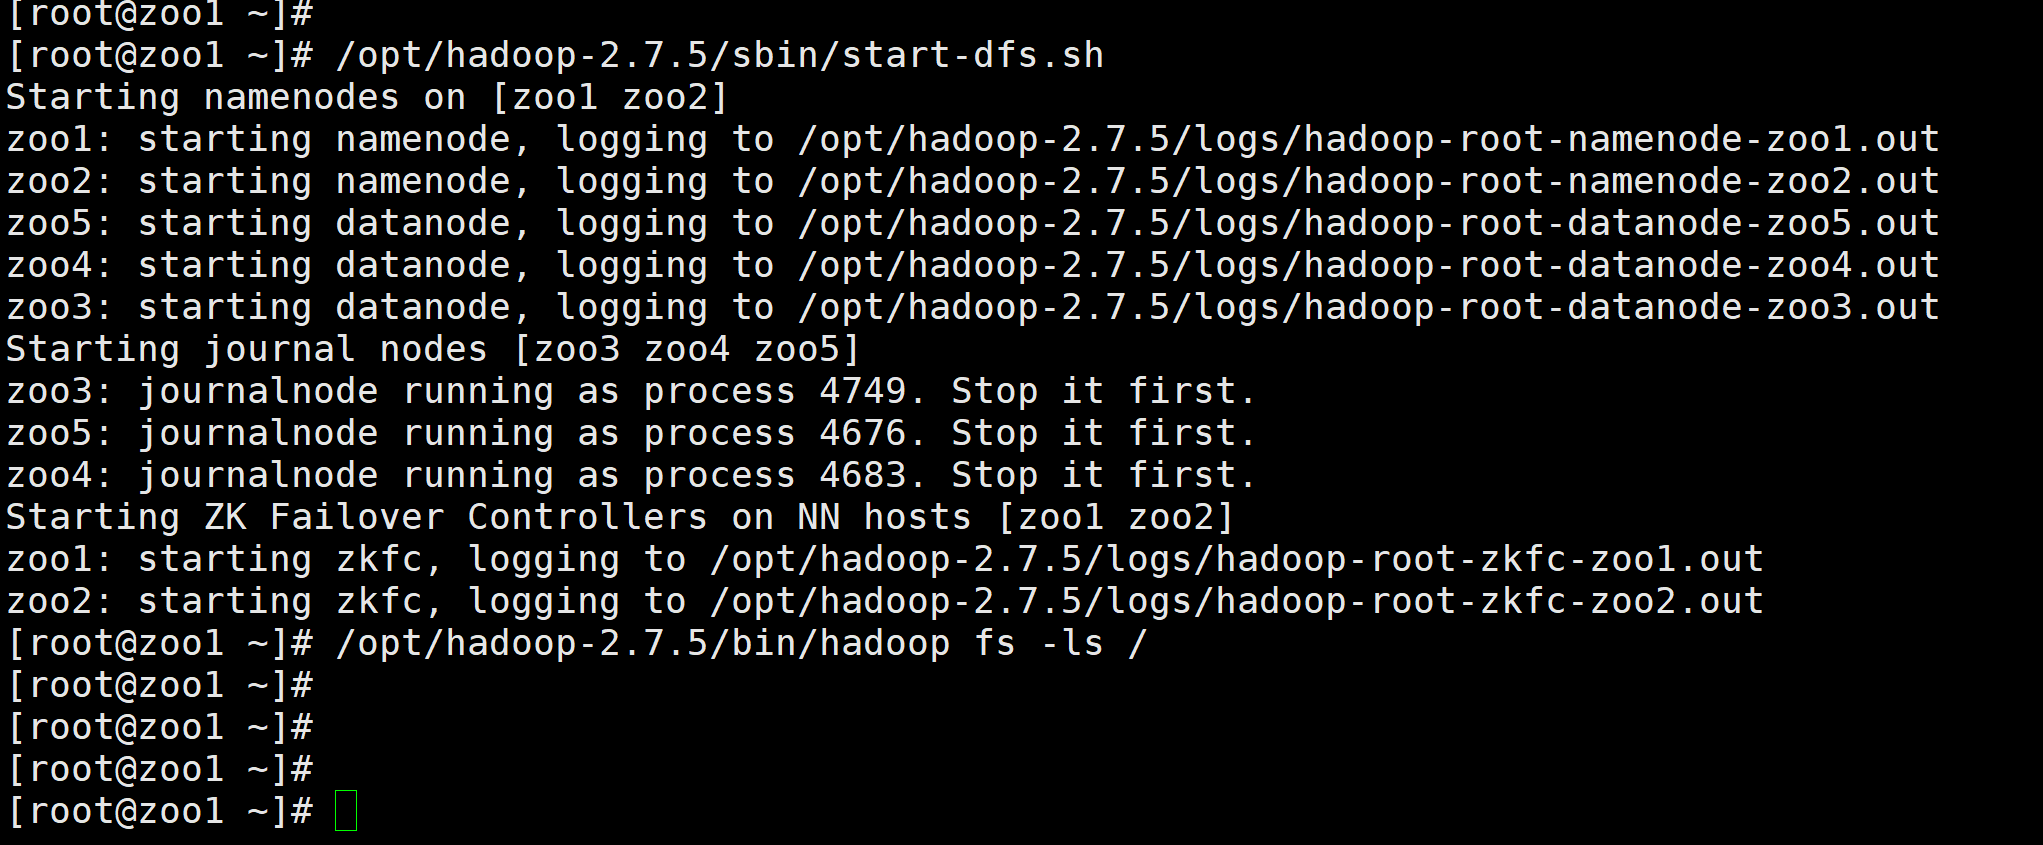 [root@zoo1 ~]#
[root@zoo1 ~]# /opt/hadoop-2.7.5/sbin/start-dfs.sh
Starting namenodes on [zoo1 zoo2]
zoo1: starting namenode, logging to /opt/hadoop-2.7.5/logs/hadoop-root-namenode-zoo1.out
zoo2: starting namenode, logging to /opt/hadoop-2.7.5/logs/hadoop-root-namenode-zoo2.out
zoo5: starting datanode, logging to /opt/hadoop-2.7.5/logs/hadoop-root-datanode-zoo5.out
zoo4: starting datanode, logging to /opt/hadoop-2.7.5/logs/hadoop-root-datanode-zoo4.out
zoo3: starting datanode, logging to /opt/hadoop-2.7.5/logs/hadoop-root-datanode-zoo3.out
Starting journal nodes [zoo3 zoo4 zoo5]
zoo3: journalnode running as process 4749. Stop it first.
zoo5: journalnode running as process 4676. Stop it first.
zoo4: journalnode running as process 4683. Stop it first.
Starting ZK Failover Controllers on NN hosts [zoo1 zoo2]
zoo1: starting zkfc, logging to /opt/hadoop-2.7.5/logs/hadoop-root-zkfc-zoo1.out
zoo2: starting zkfc, logging to /opt/hadoop-2.7.5/logs/hadoop-root-zkfc-zoo2.out
[root@zoo1 ~]# /opt/hadoop-2.7.5/bin/hadoop fs -ls /
[root@zoo1 ~]#
[root@zoo1 ~]#
[root@zoo1 ~]#
[root@zoo1 ~]#